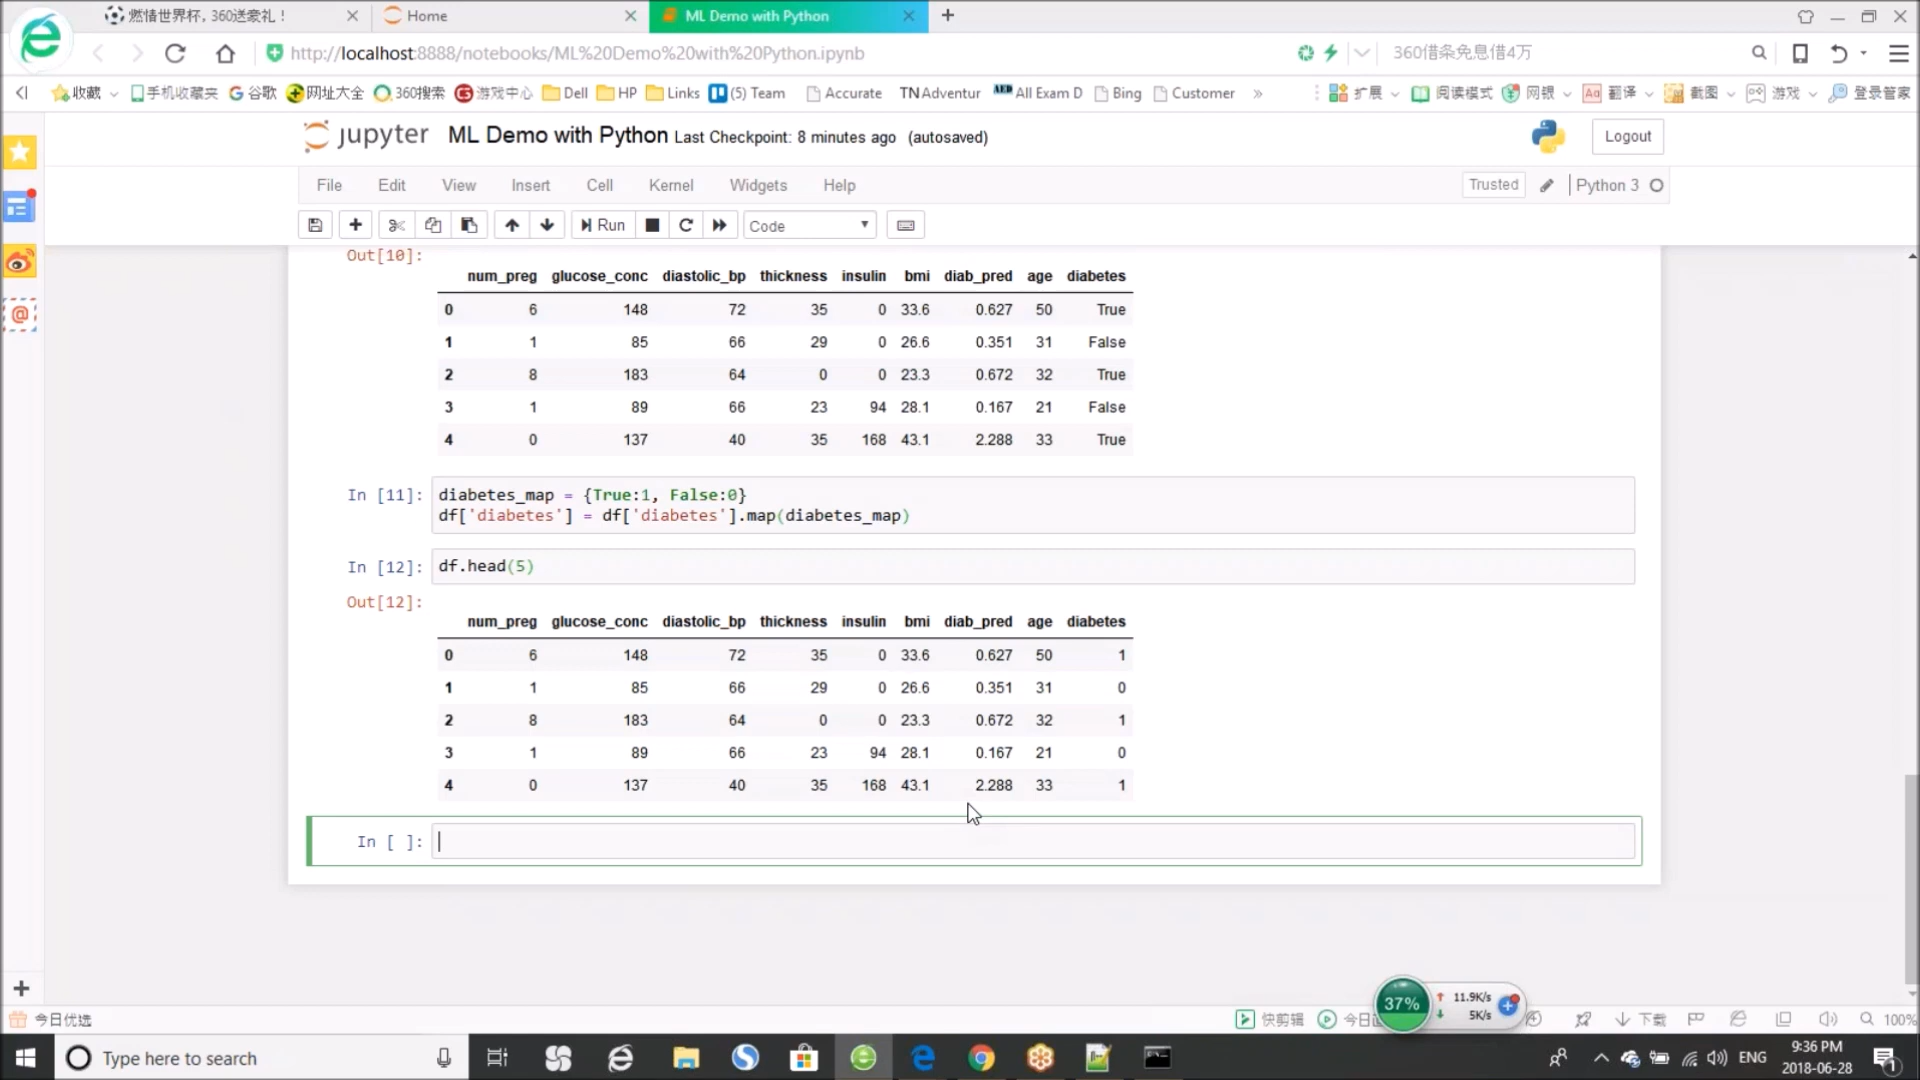 燃情世界杯，360送豪礼！
Home
ML Demo with Python
http://localhost:8888/notebooks/ML%20Demo%20with%20Python.ipynb
360借条免息借4万
收藏 手机收藏夹 谷歌 网址大全 360搜索 游戏中心 Dell HP Links (5) Team Accurate TNAdventur All Exam D Bing Customer » 扩展 阅读模式 网银 翻译 截图 游戏 登录管家
jupyter ML Demo with Python Last Checkpoint: 8 minutes ago (autosaved) Logout
File Edit View Insert Cell Kernel Widgets Help Trusted Python 3
Run Code
Out[10]:
num_preg glucose_conc diastolic_bp thickness insulin bmi diab_pred age diabetes
0 6 148 72 35 0 33.6 0.627 50 True
1 1 85 66 29 0 26.6 0.351 31 False
2 8 183 64 0 0 23.3 0.672 32 True
3 1 89 66 23 94 28.1 0.167 21 False
4 0 137 40 35 168 43.1 2.288 33 True
In [11]: diabetes_map = {True:1, False:0}
df['diabetes'] = df['diabetes'].map(diabetes_map)
In [12]: df.head(5)
Out[12]:
num_preg glucose_conc diastolic_bp thickness insulin bmi diab_pred age diabetes
0 6 148 72 35 0 33.6 0.627 50 1
1 1 85 66 29 0 26.6 0.351 31 0
2 8 183 64 0 0 23.3 0.672 32 1
3 1 89 66 23 94 28.1 0.167 21 0
4 0 137 40 35 168 43.1 2.288 33 1
In [ ]:
37% 11.9K/s
5K/s
今日优选 快剪辑 今日 下载 100%
Type here to search ENG
9:36 PM
2018-06-28
1